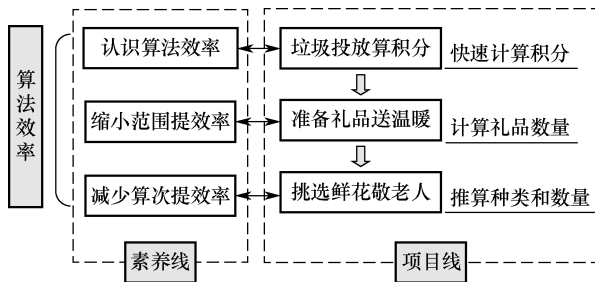 算法效率
认识算法效率
垃圾投放算积分
快速计算积分
缩小范围提效率
准备礼品送温暖
计算礼品数量
减少算次提效率
挑选鲜花敬老人
推算种类和数量
素养线
项目线